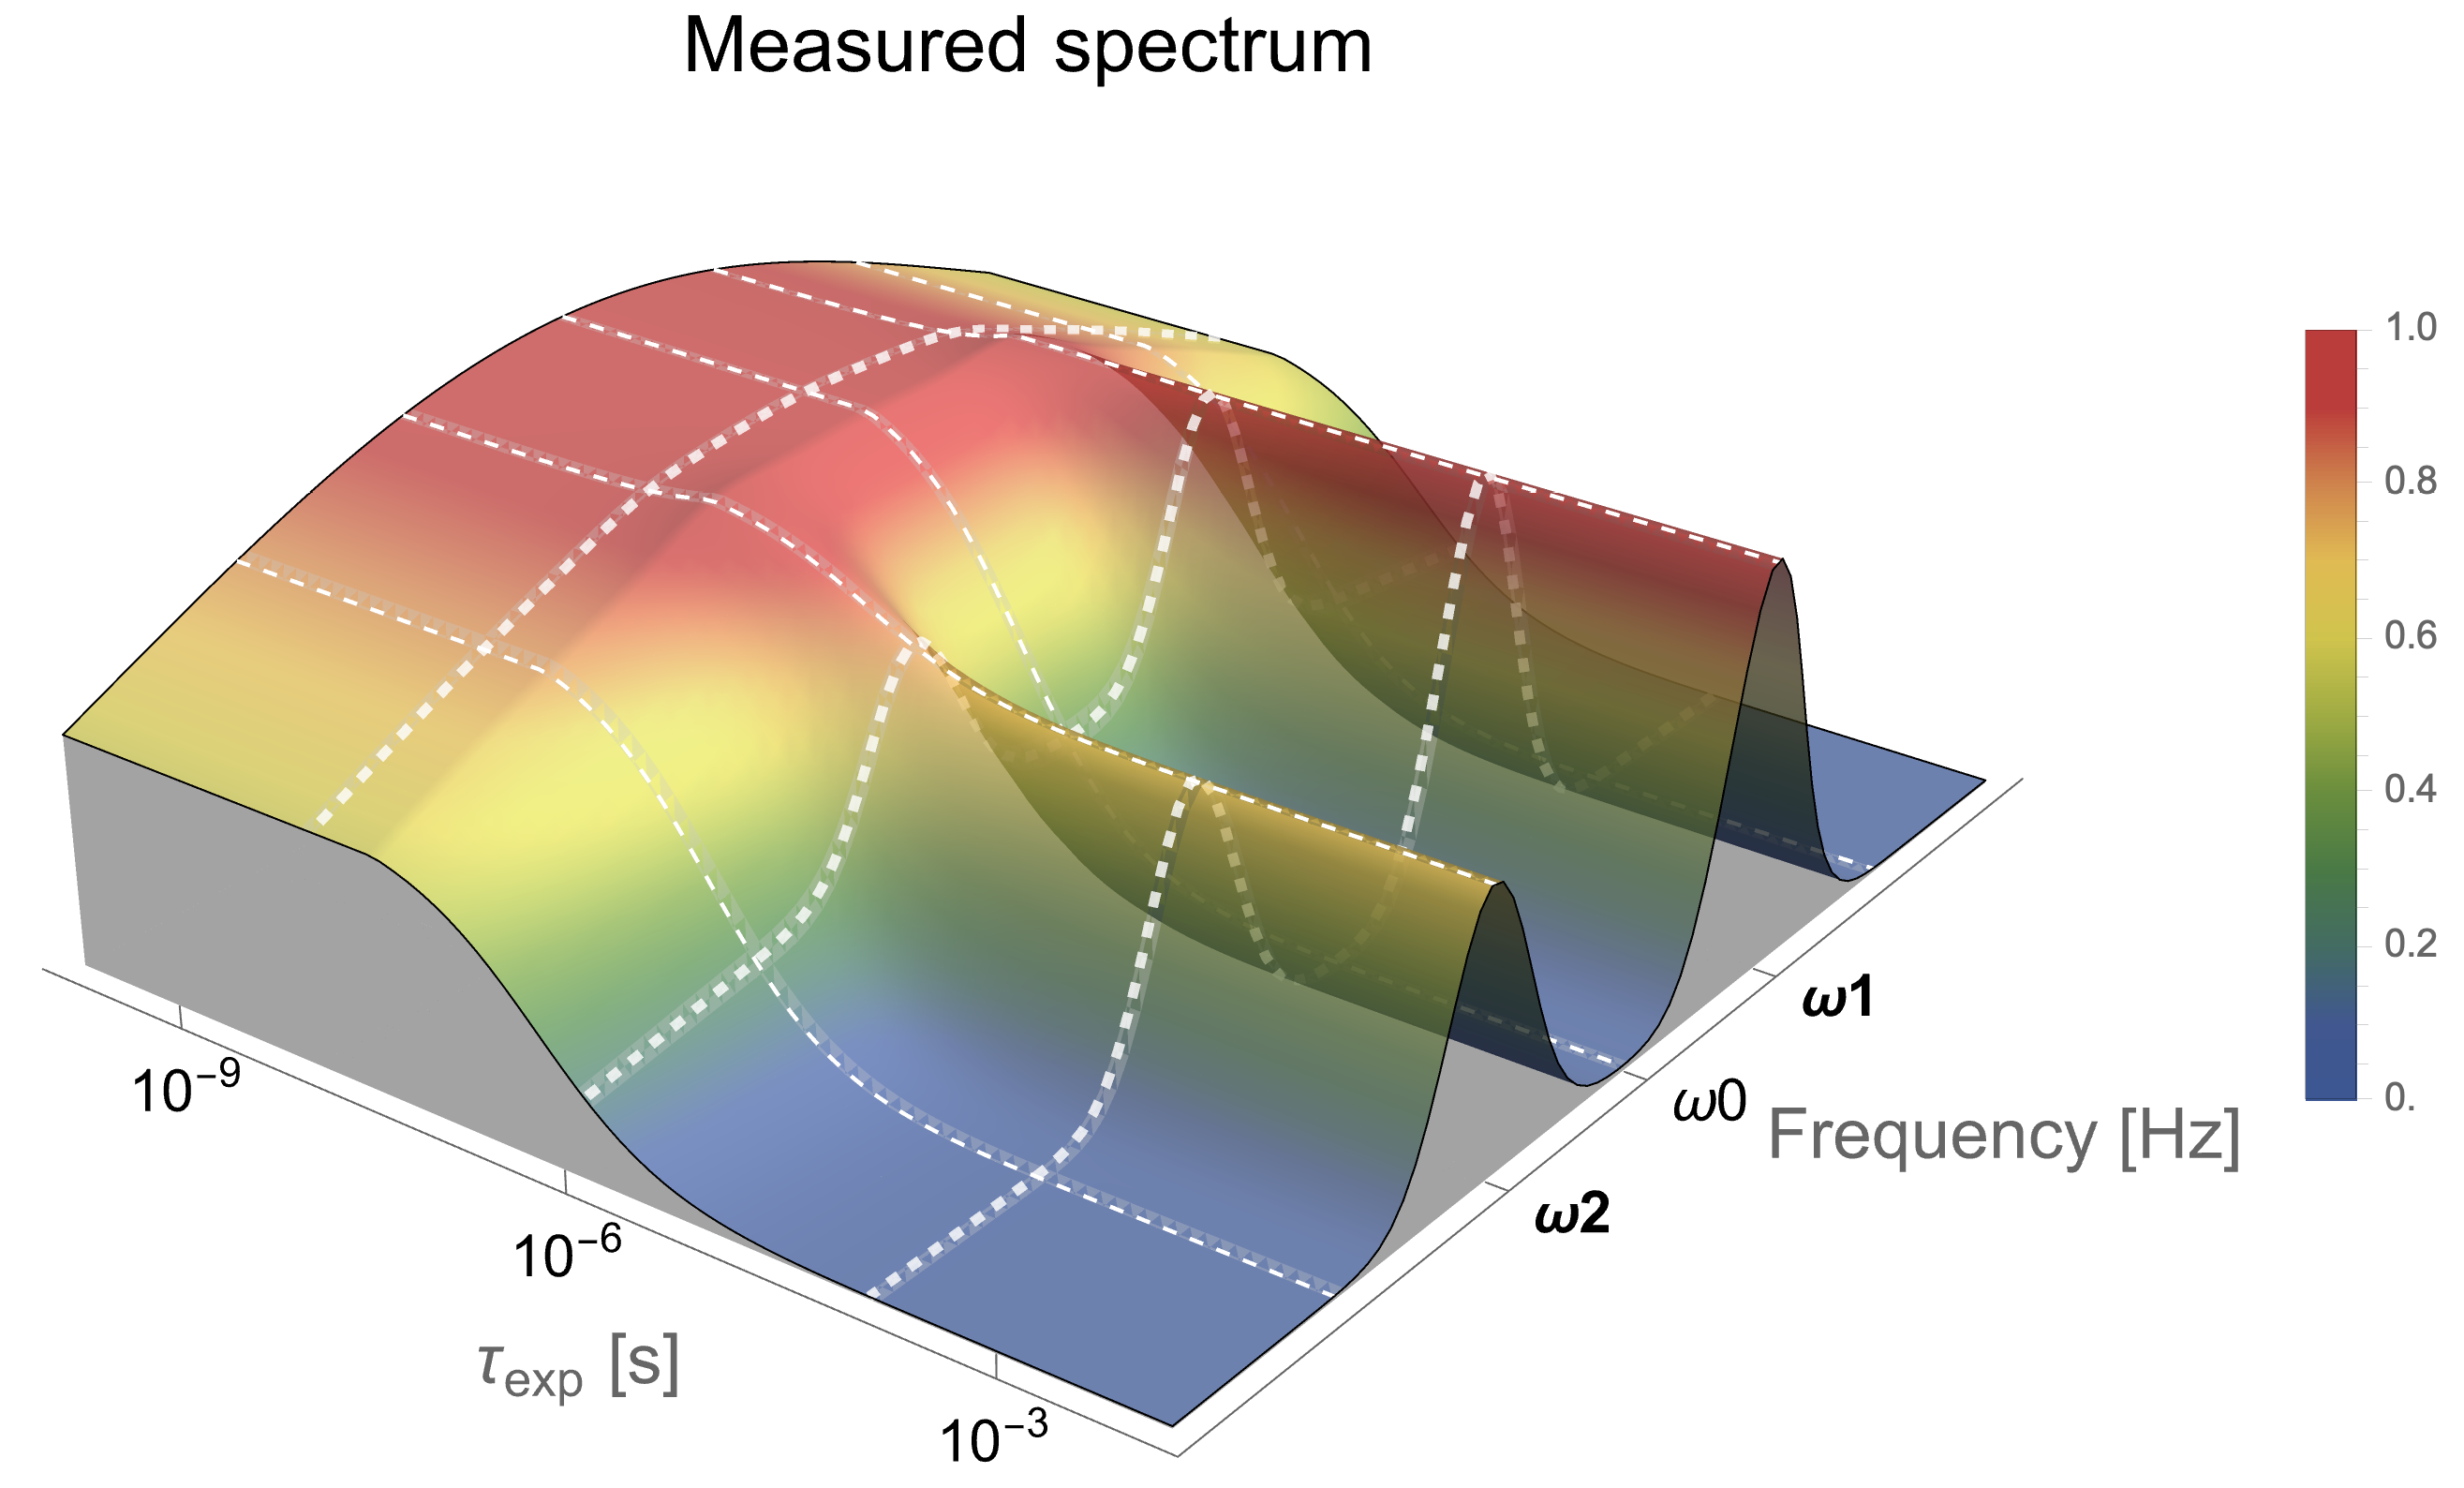 Measured spectrum
1.0
0.8
0.6
0.4
0.2
0.
ω1
ω0
Frequency [Hz]
ω2
10⁻⁹
10⁻⁶
10⁻³
τexp [s]